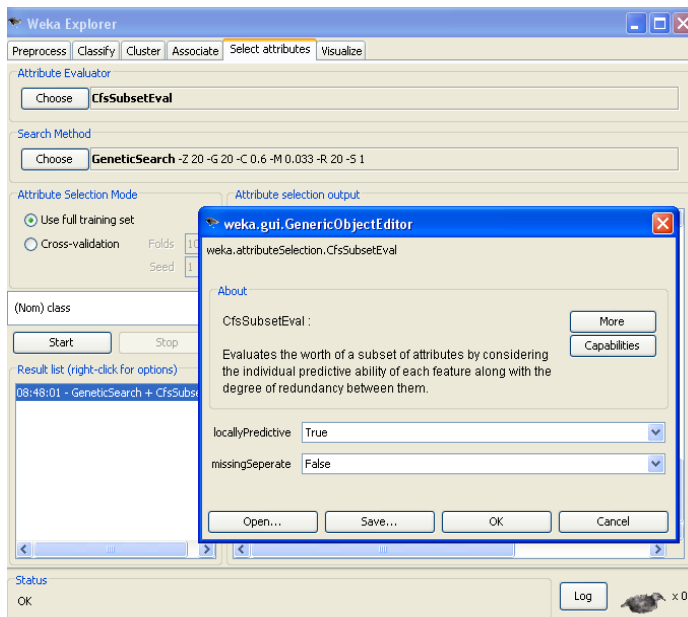 Weka Explorer
Preprocess Classify Cluster Associate Select attributes Visualize
Attribute Evaluator
Choose CfsSubsetEval
Search Method
Choose GeneticSearch -Z 20 -G 20 -C 0.6 -M 0.033 -R 20 -S 1
Attribute Selection Mode
Use full training set
Cross-validation Folds 10
Seed 1
(Nom) class
Start Stop
Result list (right-click for options)
08:48:01 - GeneticSearch + CfsSubse
Attribute selection output
weka.gui.GenericObjectEditor
weka.attributeSelection.CfsSubsetEval
About
CfsSubsetEval :
More
Capabilities
Evaluates the worth of a subset of attributes by considering
the individual predictive ability of each feature along with the
degree of redundancy between them.
locallyPredictive True
missingSeperate False
Open... Save... OK Cancel
Status
OK
Log
x 0